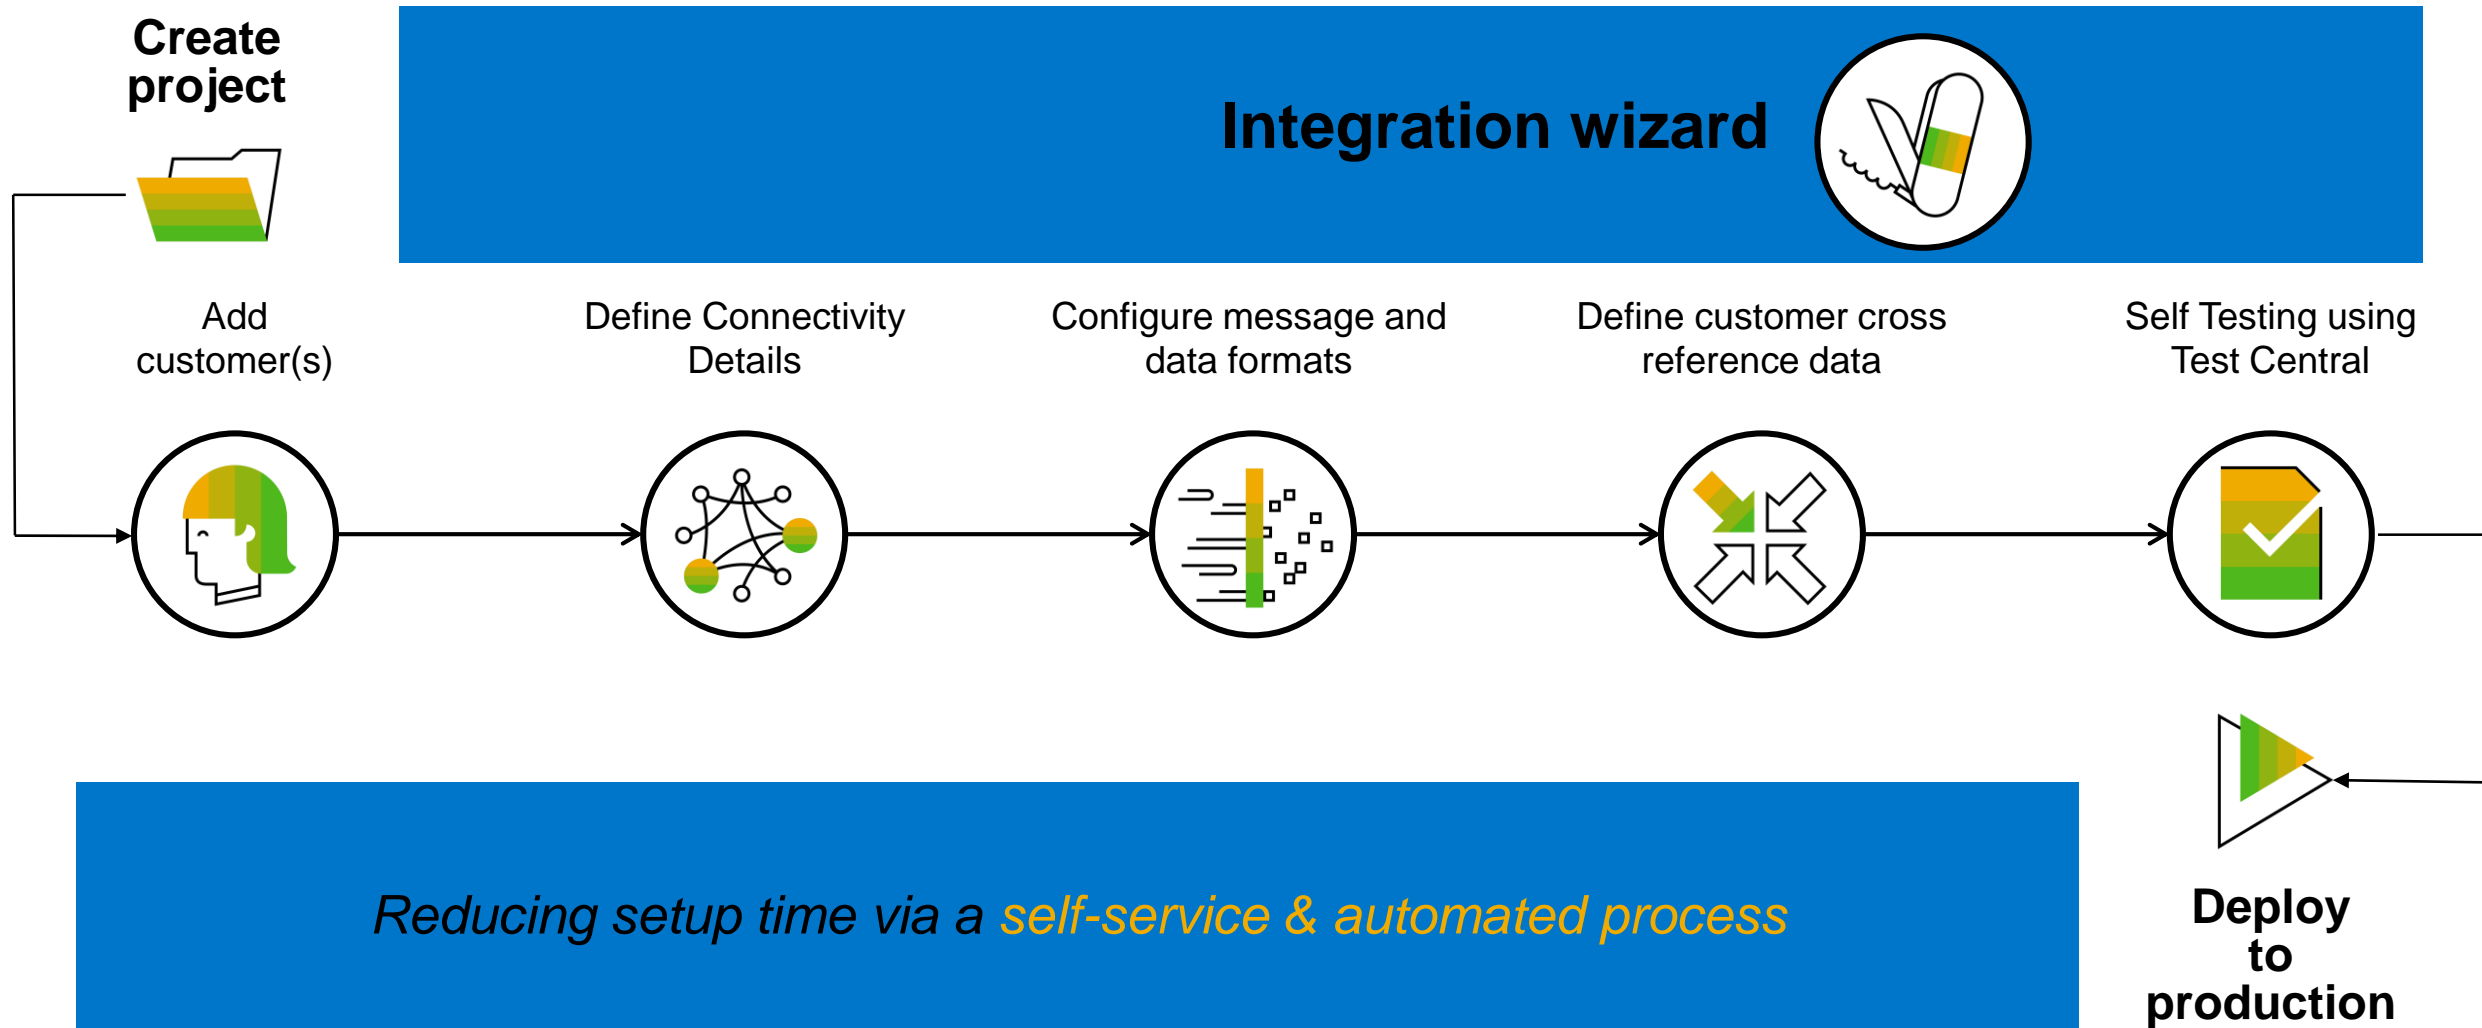 Create
project
Integration wizard
Add
customer(s)
Define Connectivity
Details
Configure message and
data formats
Define customer cross
reference data
Self Testing using
Test Central
Reducing setup time via a self-service & automated process
Deploy
to
production